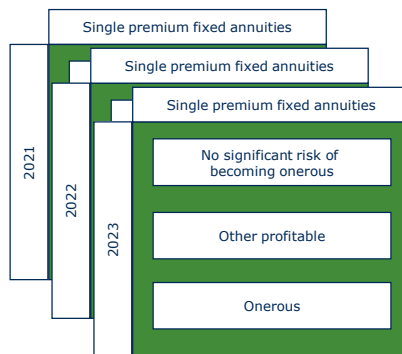 Single premium fixed annuities
2021
Single premium fixed annuities
2022
Single premium fixed annuities
2023
No significant risk of
becoming onerous
Other profitable
Onerous